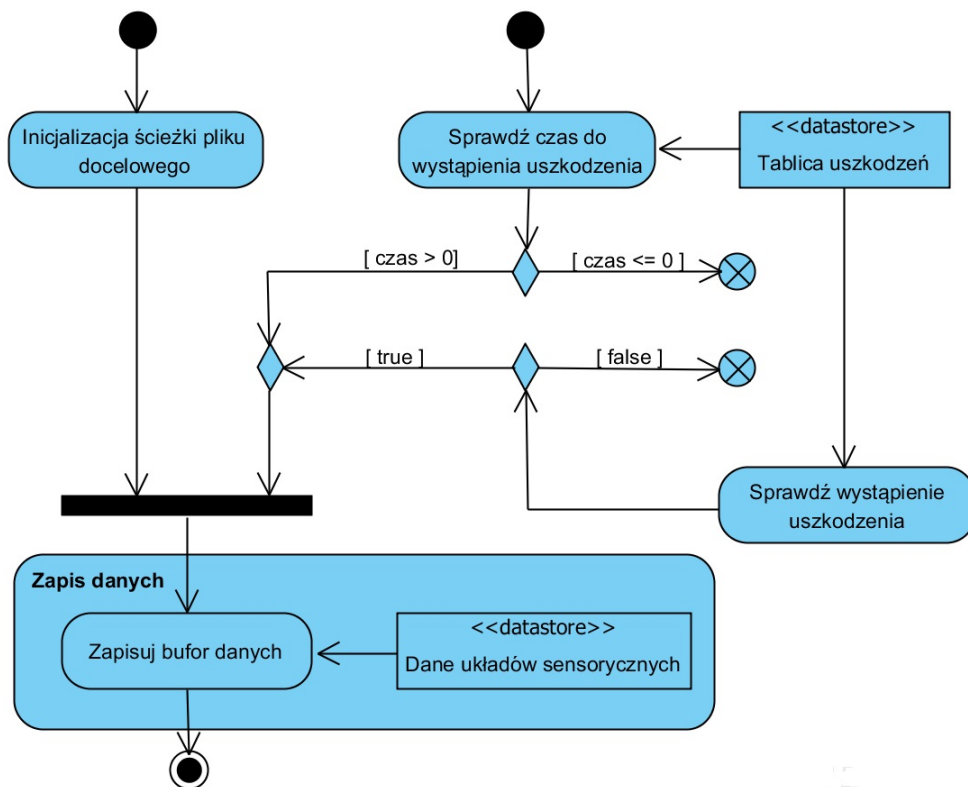 Inicjalizacja ścieżki pliku
docelowego
Sprawdź czas do
wystąpienia uszkodzenia
<<datastore>>
Tablica uszkodzeń
[ czas > 0]
[ czas <= 0 ]
[ true ]
[ false ]
Sprawdź wystąpienie
uszkodzenia
Zapis danych
Zapisuj bufor danych
<<datastore>>
Dane układów sensorycznych